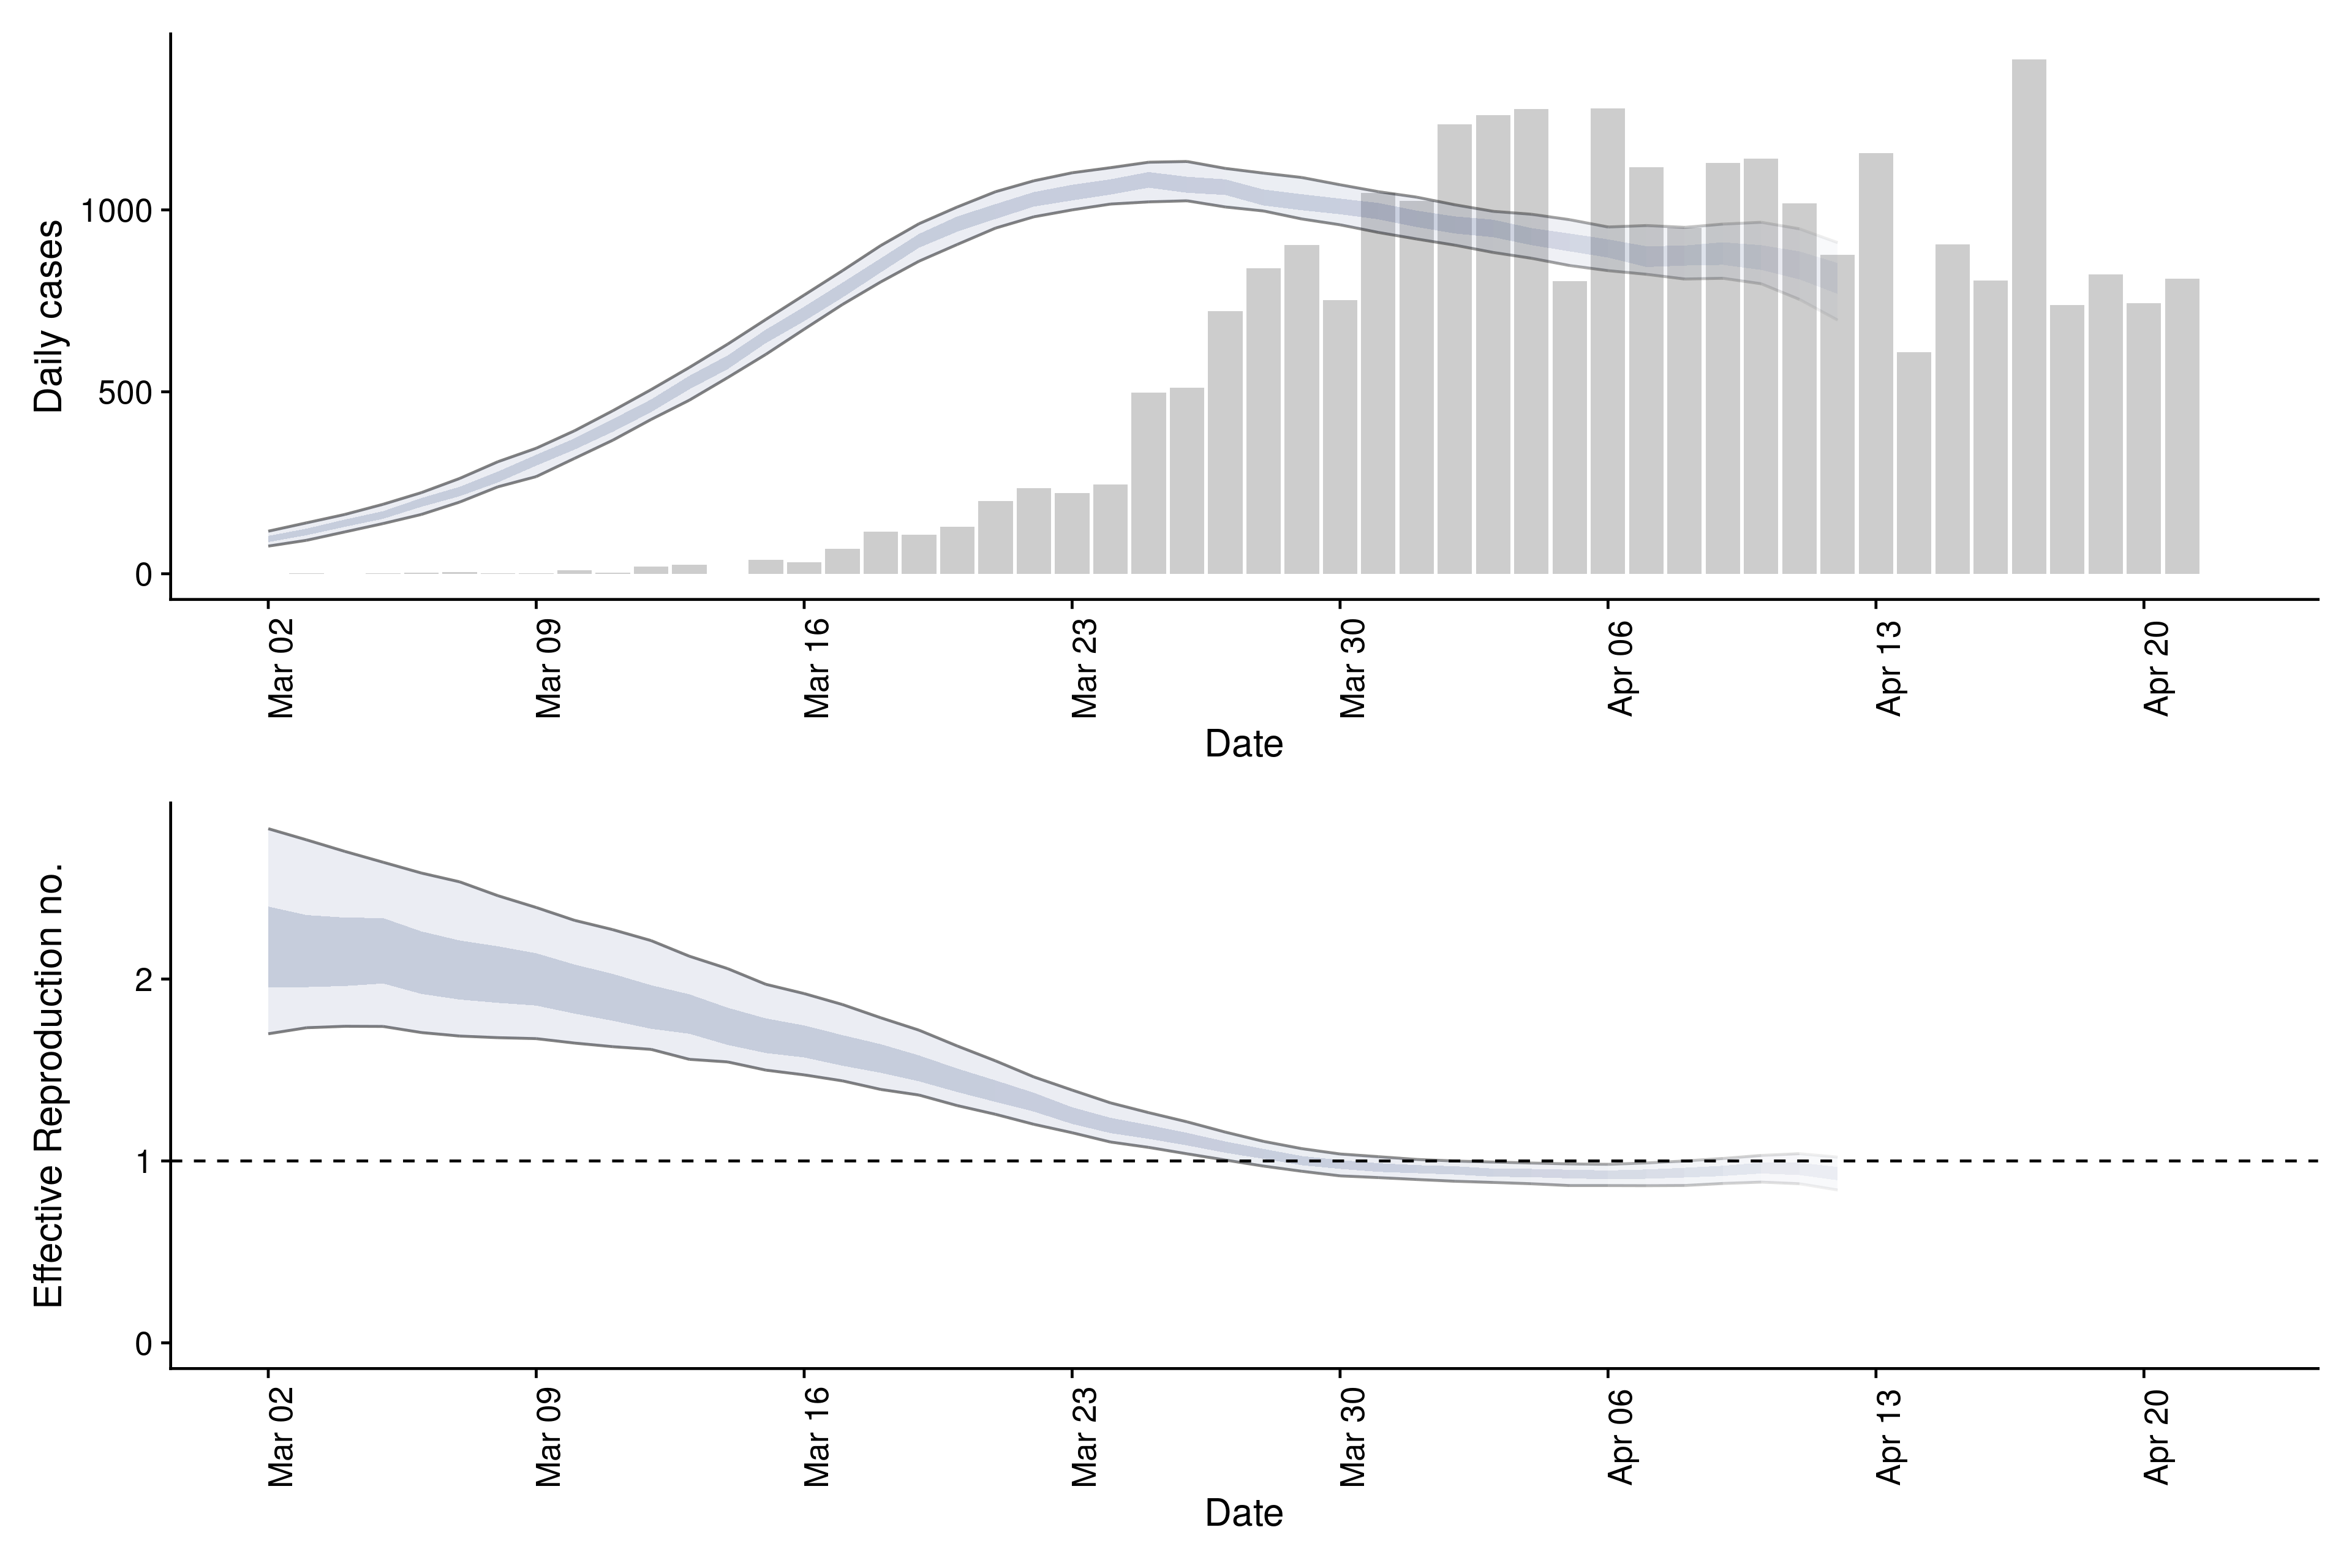 Daily cases
1000
500
0
Mar 02
Mar 09
Mar 16
Mar 23
Mar 30
Apr 06
Apr 13
Apr 20
Date
Effective Reproduction no.
2
1
0
Mar 02
Mar 09
Mar 16
Mar 23
Mar 30
Apr 06
Apr 13
Apr 20
Date